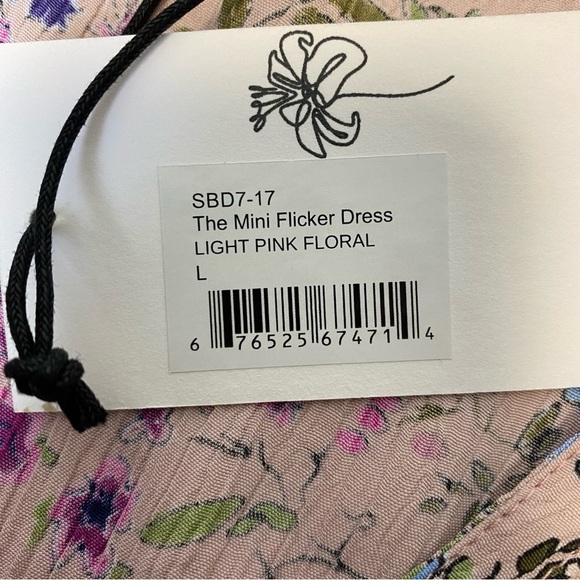 SBD7-17
The Mini Flicker Dress
LIGHT PINK FLORAL
L
6 76525 67471 4